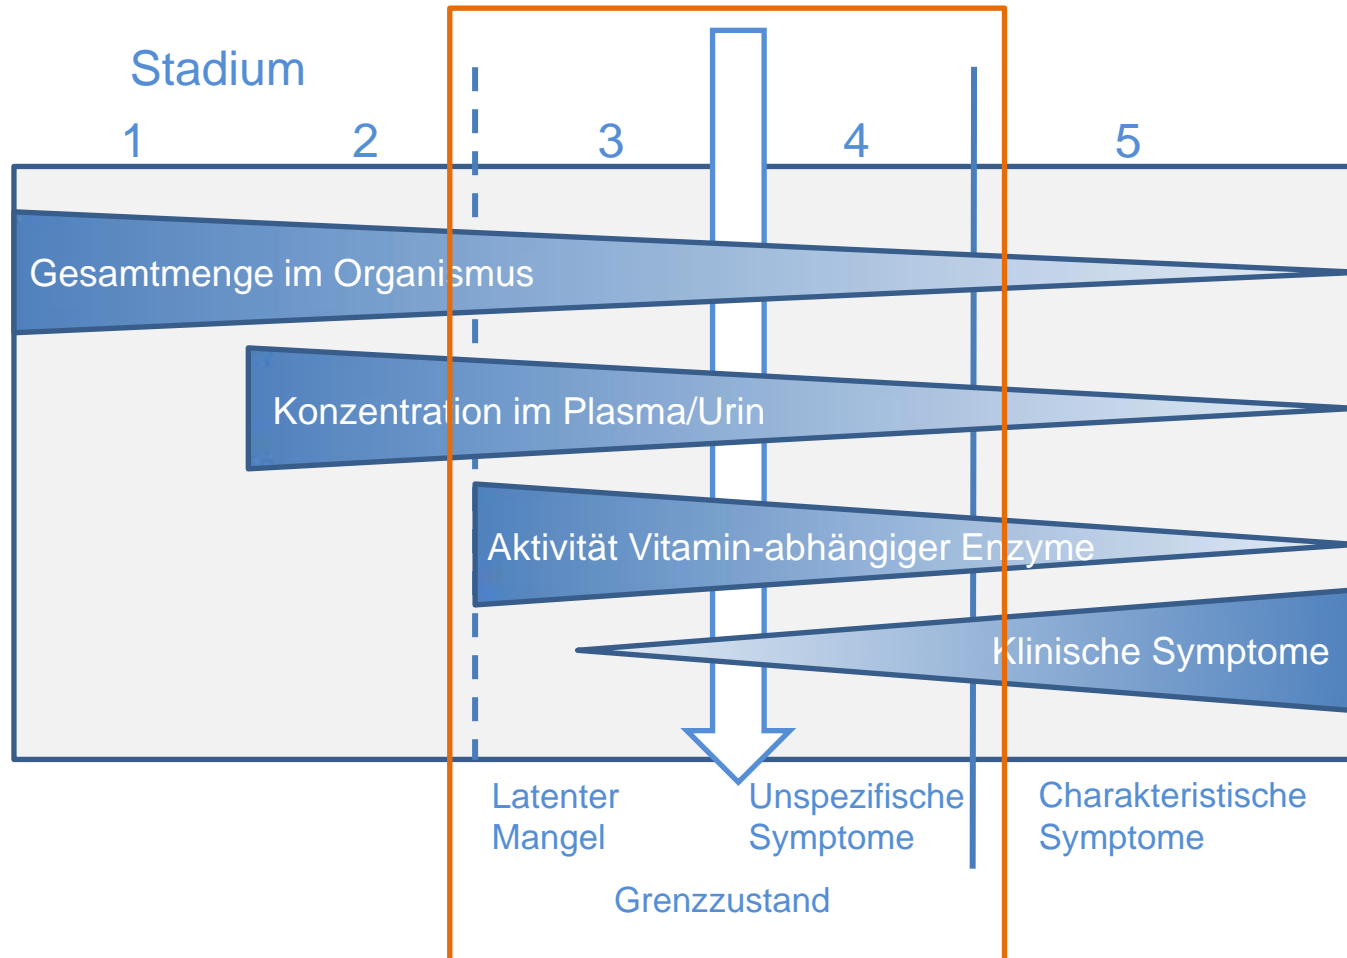 Stadium
1 2 3 4 5
Gesamtmenge im Organismus
Konzentration im Plasma/Urin
Aktivität Vitamin-abhängiger Enzyme
Klinische Symptome
Latenter
Mangel
Unspezifische
Symptome
Charakteristische
Symptome
Grenzzustand